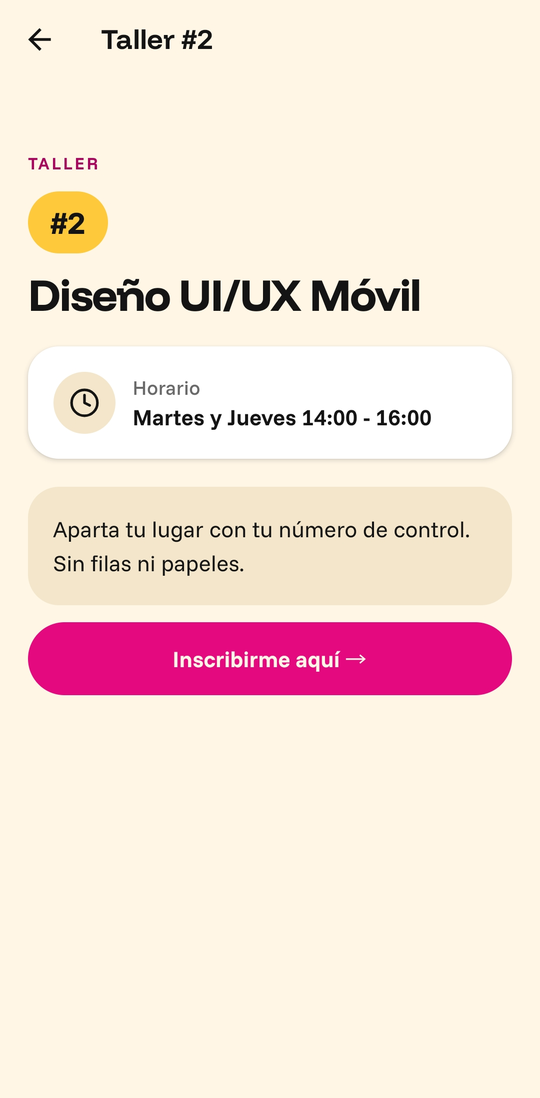 Taller #2
TALLER
#2
Diseño UI/UX Móvil
Horario
Martes y Jueves 14:00 - 16:00
Aparta tu lugar con tu número de control.
Sin filas ni papeles.
Inscribirme aquí →